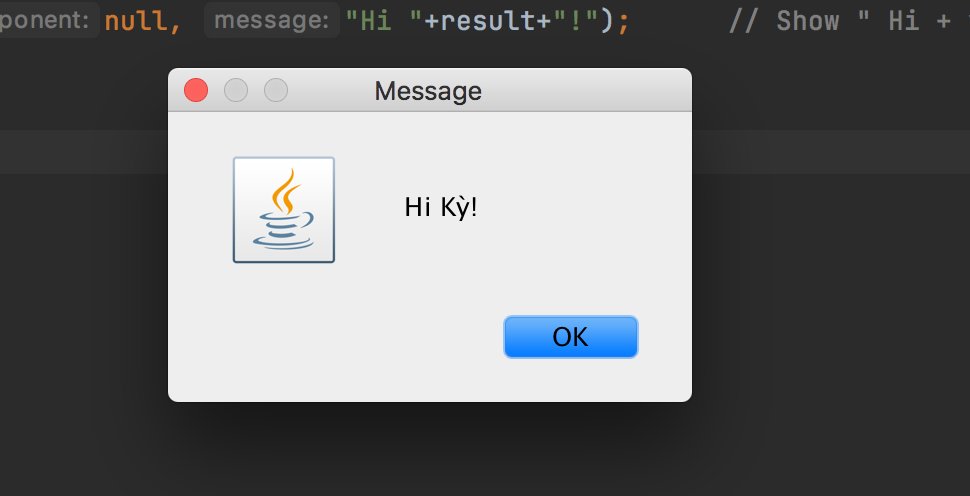 ponent: null, message: "Hi "+result+"!"); // Show " Hi +
Message
Hi Kỳ!
OK